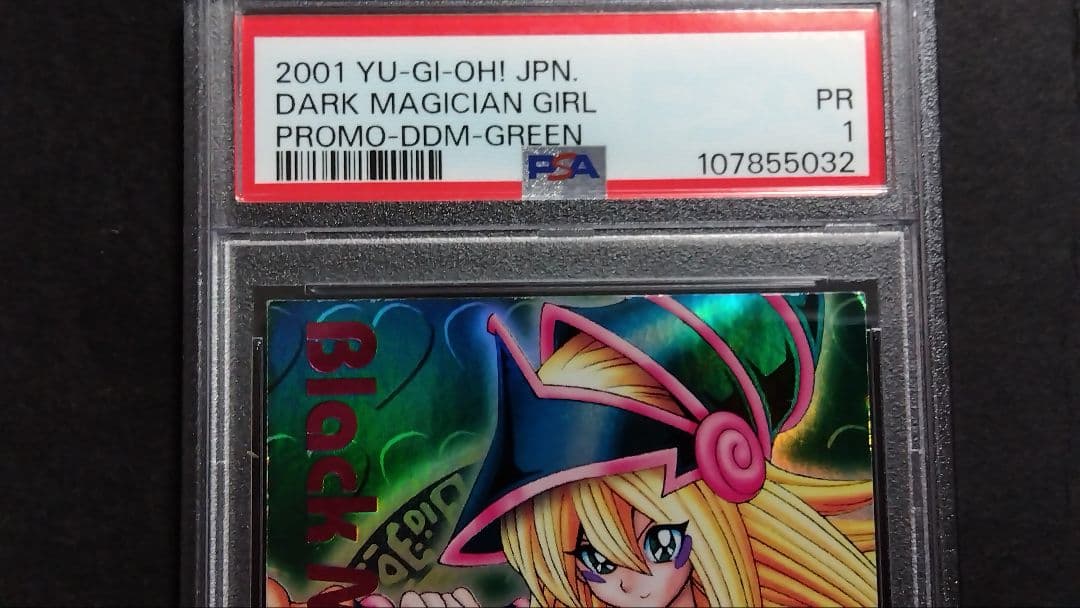 2001 YU-GI-OH! JPN.
DARK MAGICIAN GIRL
PR
PROMO-DDM-GREEN
1
PSA
107855032
Black M